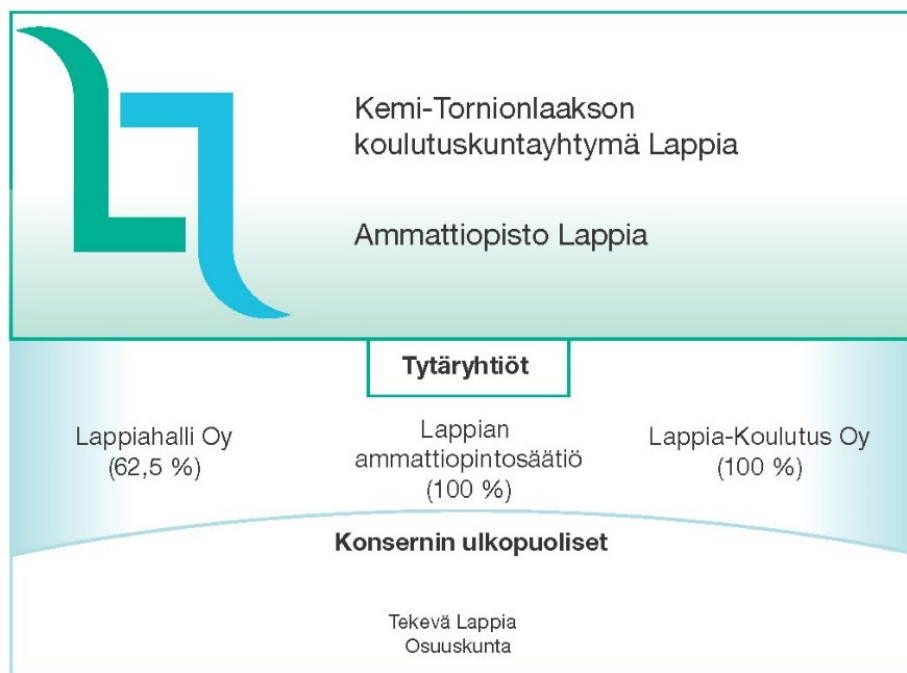 Kemi-Tornionlaakson
koulutuskuntayhtymä Lappia
Ammattiopisto Lappia
Tytäryhtiöt
Lappiahalli Oy
(62,5 %)
Lappian
ammattiopintosäätiö
(100 %)
Lappia-Koulutus Oy
(100 %)
Konsernin ulkopuoliset
Tekevä Lappia
Osuuskunta